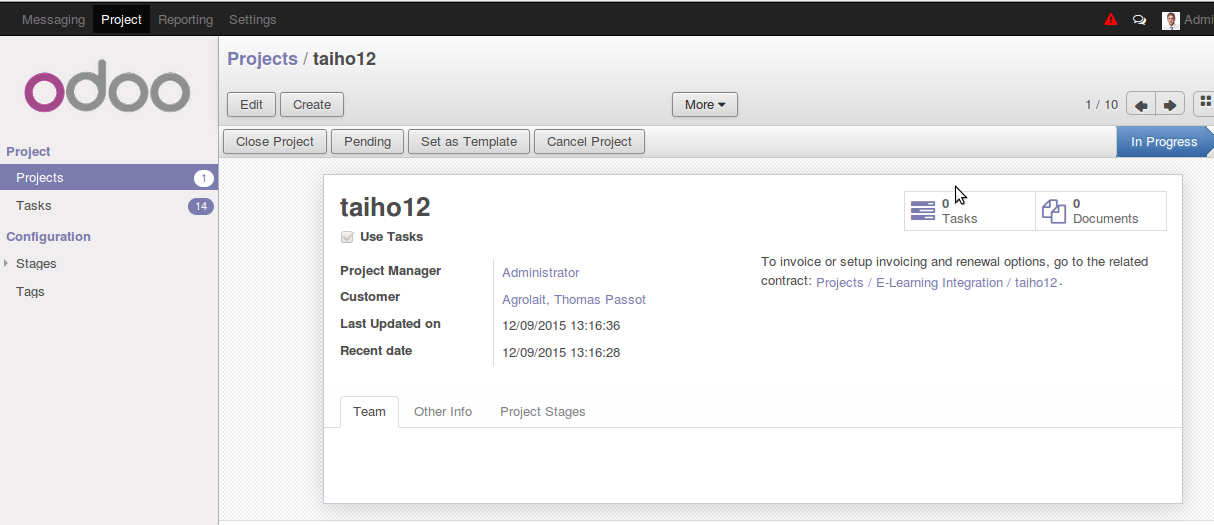 Messaging Project Reporting Settings Admi
odoo
Projects / taiho12
Edit Create More 1 / 10
Close Project Pending Set as Template Cancel Project In Progress
Project
Projects 1
Tasks 14
Configuration
Stages
Tags
taiho12
0 Tasks
0 Documents
Use Tasks
Project Manager Administrator
Customer Agrolait, Thomas Passot
Last Updated on 12/09/2015 13:16:36
Recent date 12/09/2015 13:16:28
To invoice or setup invoicing and renewal options, go to the related
contract: Projects / E-Learning Integration / taiho12 .
Team Other Info Project Stages